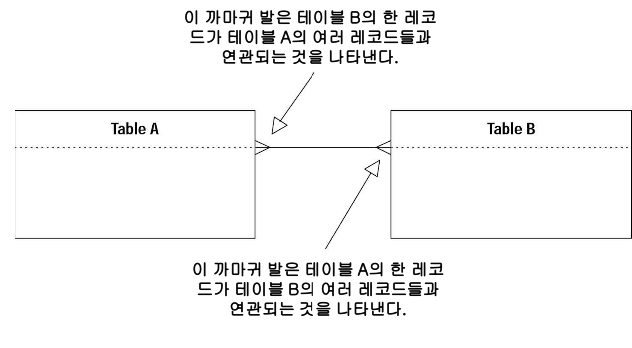 이 까마귀 발은 테이블 B의 한 레코
드가 테이블 A의 여러 레코드들과
연관되는 것을 나타낸다.
Table A
Table B
이 까마귀 발은 테이블 A의 한 레코
드가 테이블 B의 여러 레코드들과
연관되는 것을 나타낸다.